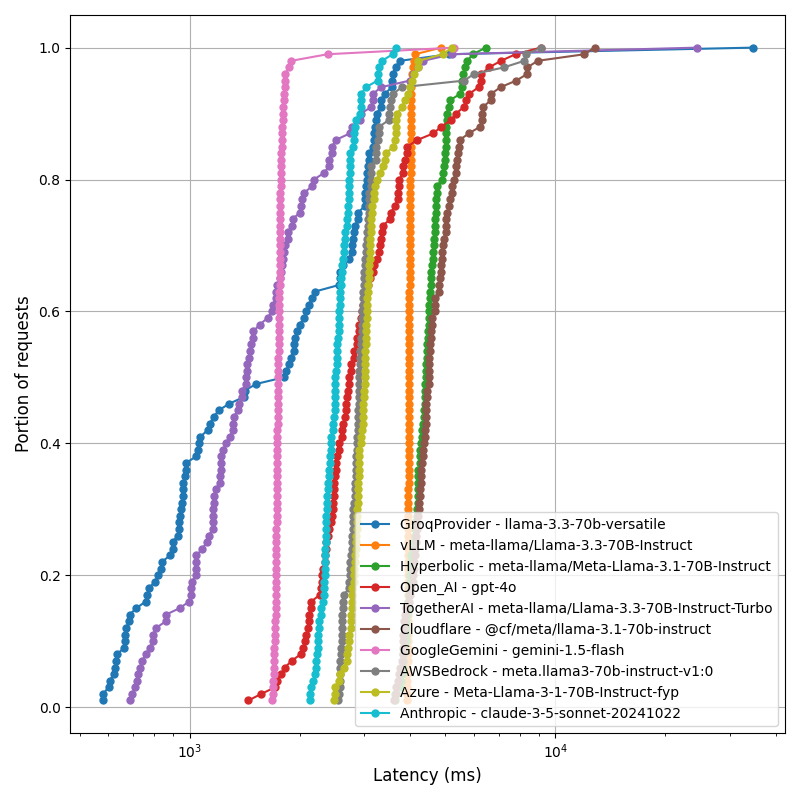 1.0
0.8
0.6
0.4
0.2
0.0
Portion of requests
GroqProvider - llama-3.3-70b-versatile
vLLM - meta-llama/Llama-3.3-70B-Instruct
Hyperbolic - meta-llama/Meta-Llama-3.1-70B-Instruct
Open_AI - gpt-4o
TogetherAI - meta-llama/Llama-3.3-70B-Instruct-Turbo
Cloudflare - @cf/meta/llama-3.1-70b-instruct
GoogleGemini - gemini-1.5-flash
AWSBedrock - meta.llama3-70b-instruct-v1:0
Azure - Meta-Llama-3-1-70B-Instruct-fyp
Anthropic - claude-3-5-sonnet-20241022
10³ 10⁴
Latency (ms)